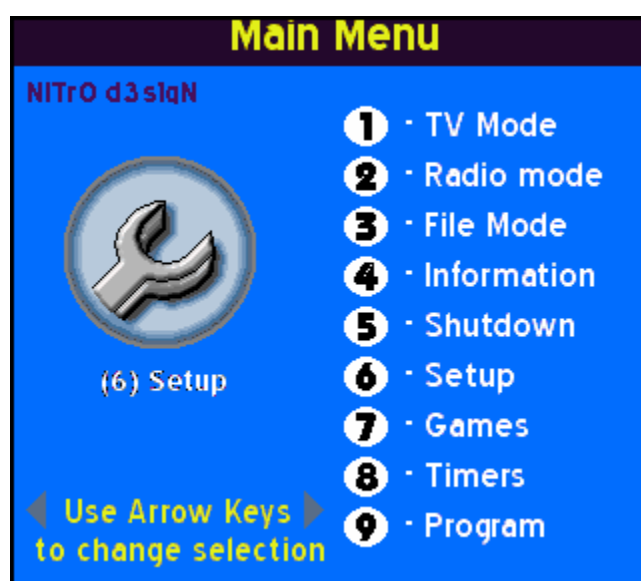 Main Menu
NITrO d3sIqN
1 - TV Mode
2 - Radio mode
3 - File Mode
4 - Information
5 - Shutdown
6 - Setup
7 - Games
8 - Timers
9 - Program
(6) Setup
Use Arrow Keys
to change selection